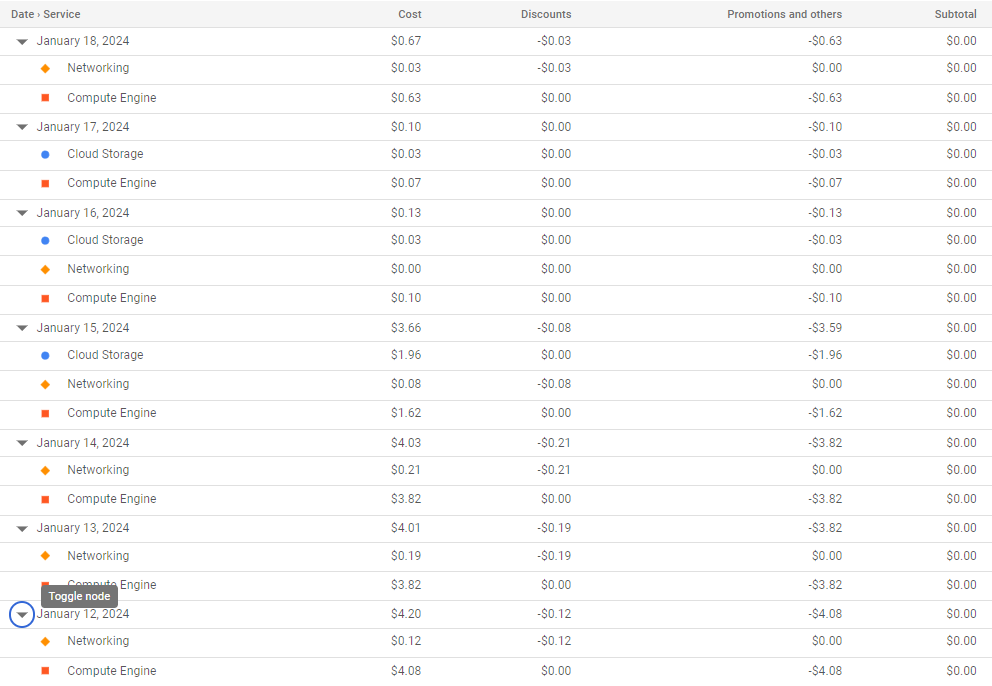 Date › Service Cost Discounts Promotions and others Subtotal
January 18, 2024 $0.67 -$0.03 -$0.63 $0.00
Networking $0.03 -$0.03 $0.00 $0.00
Compute Engine $0.63 $0.00 -$0.63 $0.00
January 17, 2024 $0.10 $0.00 -$0.10 $0.00
Cloud Storage $0.03 $0.00 -$0.03 $0.00
Compute Engine $0.07 $0.00 -$0.07 $0.00
January 16, 2024 $0.13 $0.00 -$0.13 $0.00
Cloud Storage $0.03 $0.00 -$0.03 $0.00
Networking $0.00 $0.00 $0.00 $0.00
Compute Engine $0.10 $0.00 -$0.10 $0.00
January 15, 2024 $3.66 -$0.08 -$3.59 $0.00
Cloud Storage $1.96 $0.00 -$1.96 $0.00
Networking $0.08 -$0.08 $0.00 $0.00
Compute Engine $1.62 $0.00 -$1.62 $0.00
January 14, 2024 $4.03 -$0.21 -$3.82 $0.00
Networking $0.21 -$0.21 $0.00 $0.00
Compute Engine $3.82 $0.00 -$3.82 $0.00
January 13, 2024 $4.01 -$0.19 -$3.82 $0.00
Networking $0.19 -$0.19 $0.00 $0.00
Compute Engine $3.82 $0.00 -$3.82 $0.00
Toggle node
January 12, 2024 $4.20 -$0.12 -$4.08 $0.00
Networking $0.12 -$0.12 $0.00 $0.00
Compute Engine $4.08 $0.00 -$4.08 $0.00